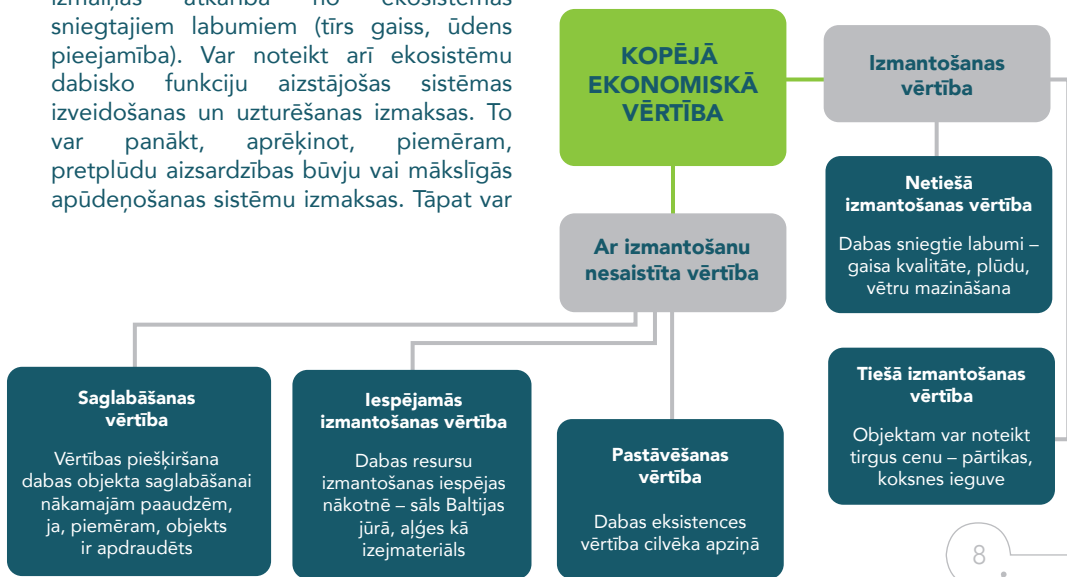 izmaiņas atkarībā no ekosistēmas
sniegtajiem labumiem (tīrs gaiss, ūdens
pieejamība). Var noteikt arī ekosistēmu
dabisko funkciju aizstājošas sistēmas
izveidošanas un uzturēšanas izmaksas. To
var panākt, aprēķinot, piemēram,
pretplūdu aizsardzības būvju vai mākslīgās
apūdeņošanas sistēmu izmaksas. Tāpat var
KOPĒJĀ
EKONOMISKĀ
VĒRTĪBA
Izmantošanas
vērtība
Netiešā
izmantošanas vērtība
Dabas sniegtie labumi –
gaisa kvalitāte, plūdu,
vētru mazināšana
Ar izmantošanu
nesaistīta vērtība
Tiešā izmantošanas
vērtība
Objektam var noteikt
tirgus cenu – pārtikas,
koksnes ieguve
Saglabāšanas
vērtība
Vērtības piešķiršana
dabas objekta saglabāšanai
nākamajām paaudzēm,
ja, piemēram, objekts
ir apdraudēts
Iespējamās
izmantošanas vērtība
Dabas resursu
izmantošanas iespējas
nākotnē – sāls Baltijas
jūrā, aļģes kā
izejmateriāls
Pastāvēšanas
vērtība
Dabas eksistences
vērtība cilvēka apziņā
8